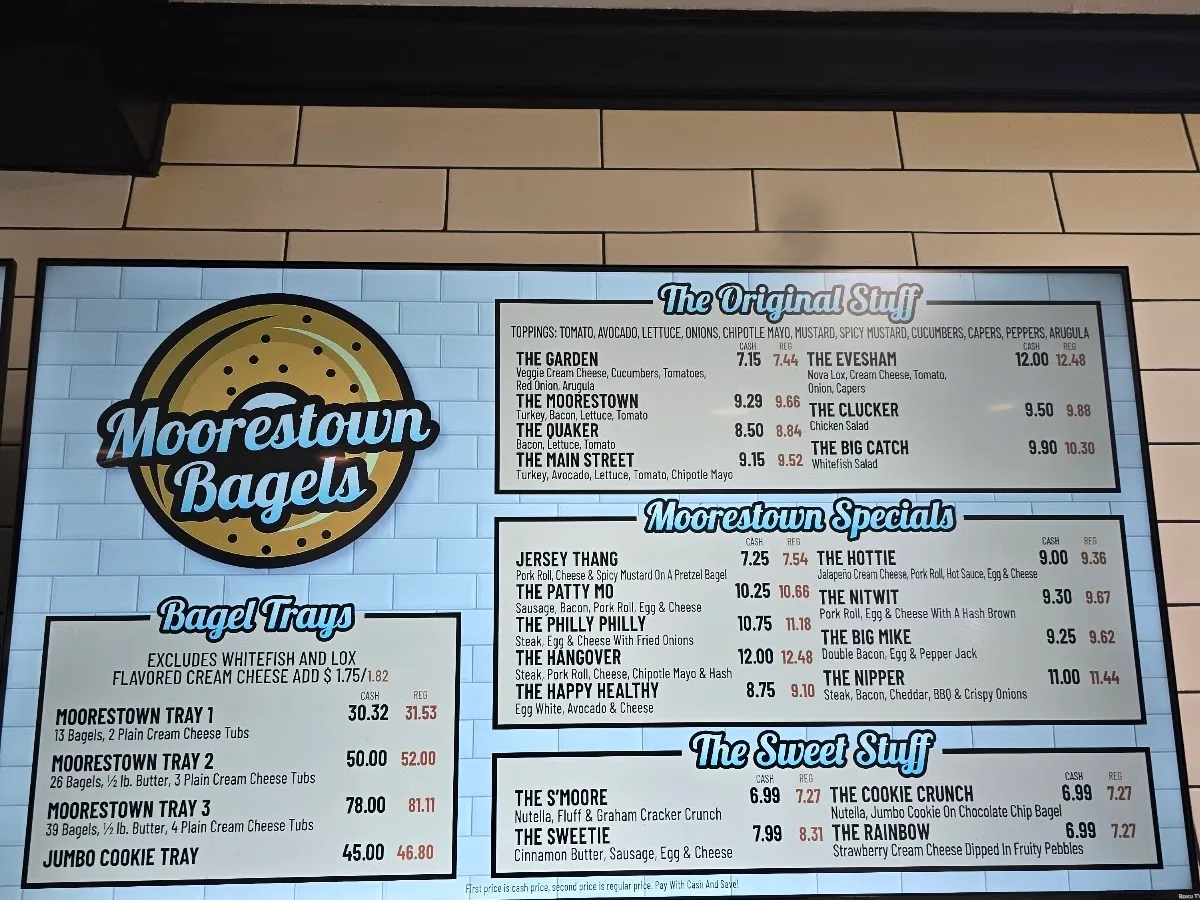 Moorestown
Bagels
Bagel Trays
EXCLUDES WHITEFISH AND LOX
FLAVORED CREAM CHEESE ADD $ 1.75/1.82
CASH REG
MOORESTOWN TRAY 1 30.32 31.53
13 Bagels, 2 Plain Cream Cheese Tubs
MOORESTOWN TRAY 2 50.00 52.00
26 Bagels, ½ lb. Butter, 3 Plain Cream Cheese Tubs
MOORESTOWN TRAY 3 78.00 81.11
39 Bagels, ½ lb. Butter, 4 Plain Cream Cheese Tubs
JUMBO COOKIE TRAY 45.00 46.80
The Original Stuff
TOPPINGS: TOMATO, AVOCADO, LETTUCE, ONIONS, CHIPOTLE MAYO, MUSTARD, SPICY MUSTARD, CUCUMBERS, CAPERS, PEPPERS, ARUGULA
CASH REG
THE GARDEN 7.15 7.44
Veggie Cream Cheese, Cucumbers, Tomatoes,
Red Onion, Arugula
THE MOORESTOWN 9.29 9.66
Turkey, Bacon, Lettuce, Tomato
THE QUAKER 8.50 8.84
Bacon, Lettuce, Tomato
THE MAIN STREET 9.15 9.52
Turkey, Avocado, Lettuce, Tomato, Chipotle Mayo
CASH REG
THE EVESHAM 12.00 12.48
Nova Lox, Cream Cheese, Tomato,
Onion, Capers
THE CLUCKER 9.50 9.88
Chicken Salad
THE BIG CATCH 9.90 10.30
Whitefish Salad
Moorestown Specials
CASH REG
JERSEY THANG 7.25 7.54
Pork Roll, Cheese & Spicy Mustard On A Pretzel Bagel
THE PATTY MO 10.25 10.66
Sausage, Bacon, Pork Roll, Egg & Cheese
THE PHILLY PHILLY 10.75 11.18
Steak, Egg & Cheese With Fried Onions
THE HANGOVER 12.00 12.48
Steak, Pork Roll, Cheese, Chipotle Mayo & Hash
THE HAPPY HEALTHY 8.75 9.10
Egg White, Avocado & Cheese
CASH REG
THE HOTTIE 9.00 9.36
Jalapeño Cream Cheese, Pork Roll, Hot Sauce, Egg & Cheese
THE NITWIT 9.30 9.67
Pork Roll, Egg & Cheese With A Hash Brown
THE BIG MIKE 9.25 9.62
Double Bacon, Egg & Pepper Jack
THE NIPPER 11.00 11.44
Steak, Bacon, Cheddar, BBQ & Crispy Onions
The Sweet Stuff
CASH REG
THE S'MOORE 6.99 7.27
Nutella, Fluff & Graham Cracker Crunch
THE SWEETIE 7.99 8.31
Cinnamon Butter, Sausage, Egg & Cheese
CASH REG
THE COOKIE CRUNCH 6.99 7.27
Nutella, Jumbo Cookie On Chocolate Chip Bagel
THE RAINBOW 6.99 7.27
Strawberry Cream Cheese Dipped In Fruity Pebbles
First price is cash price, second price is regular price. Pay With Cash And Save!
Roku TV